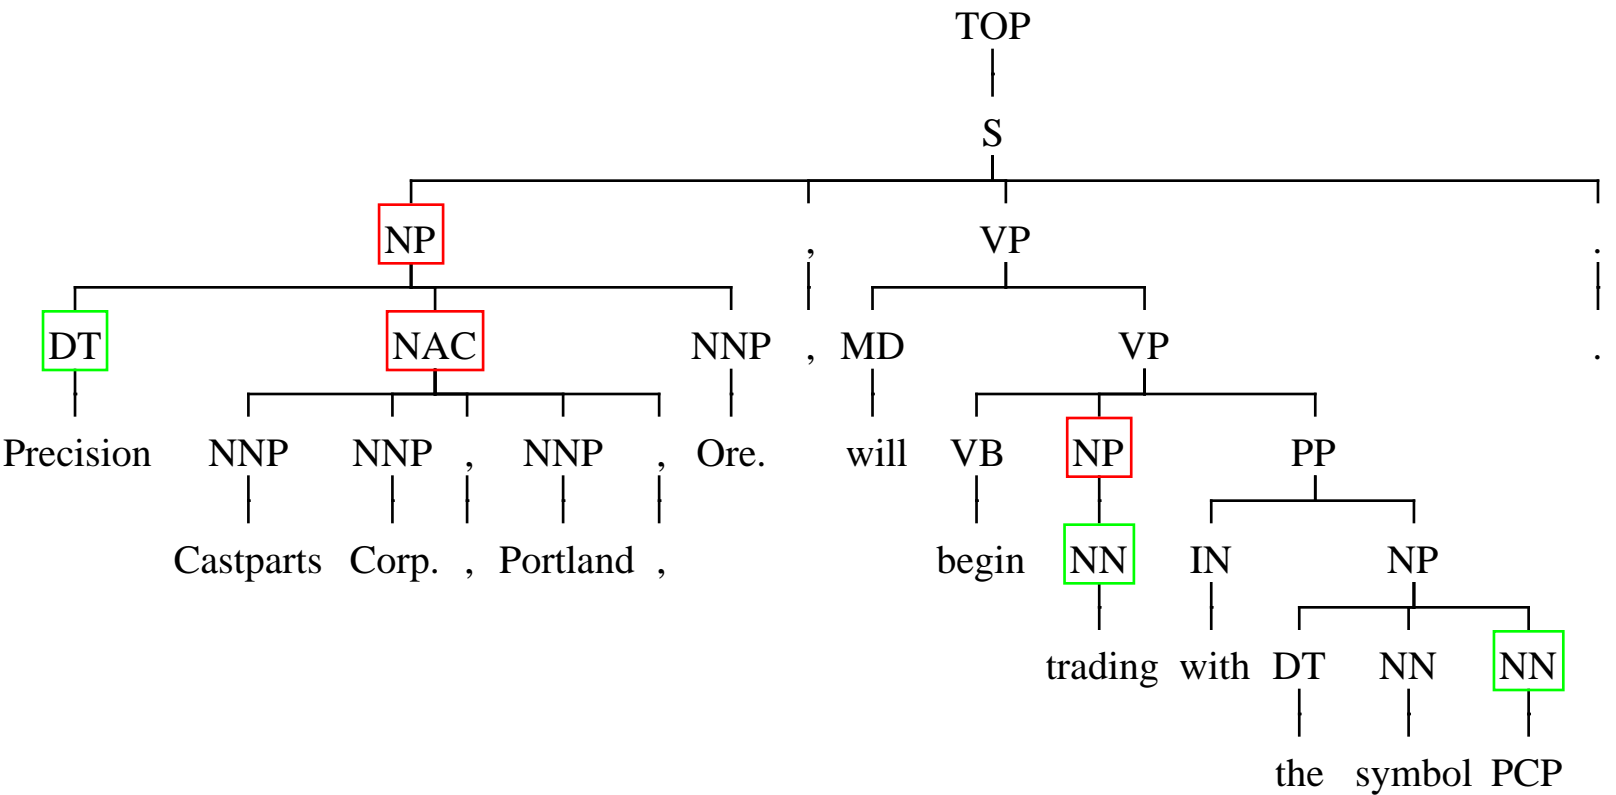 TOP
S
NP , VP .
DT NAC NNP , MD VP .
Precision NNP NNP , NNP , Ore. will VB NP PP
Castparts Corp. , Portland , begin NN IN NP
trading with DT NN NN
the symbol PCP